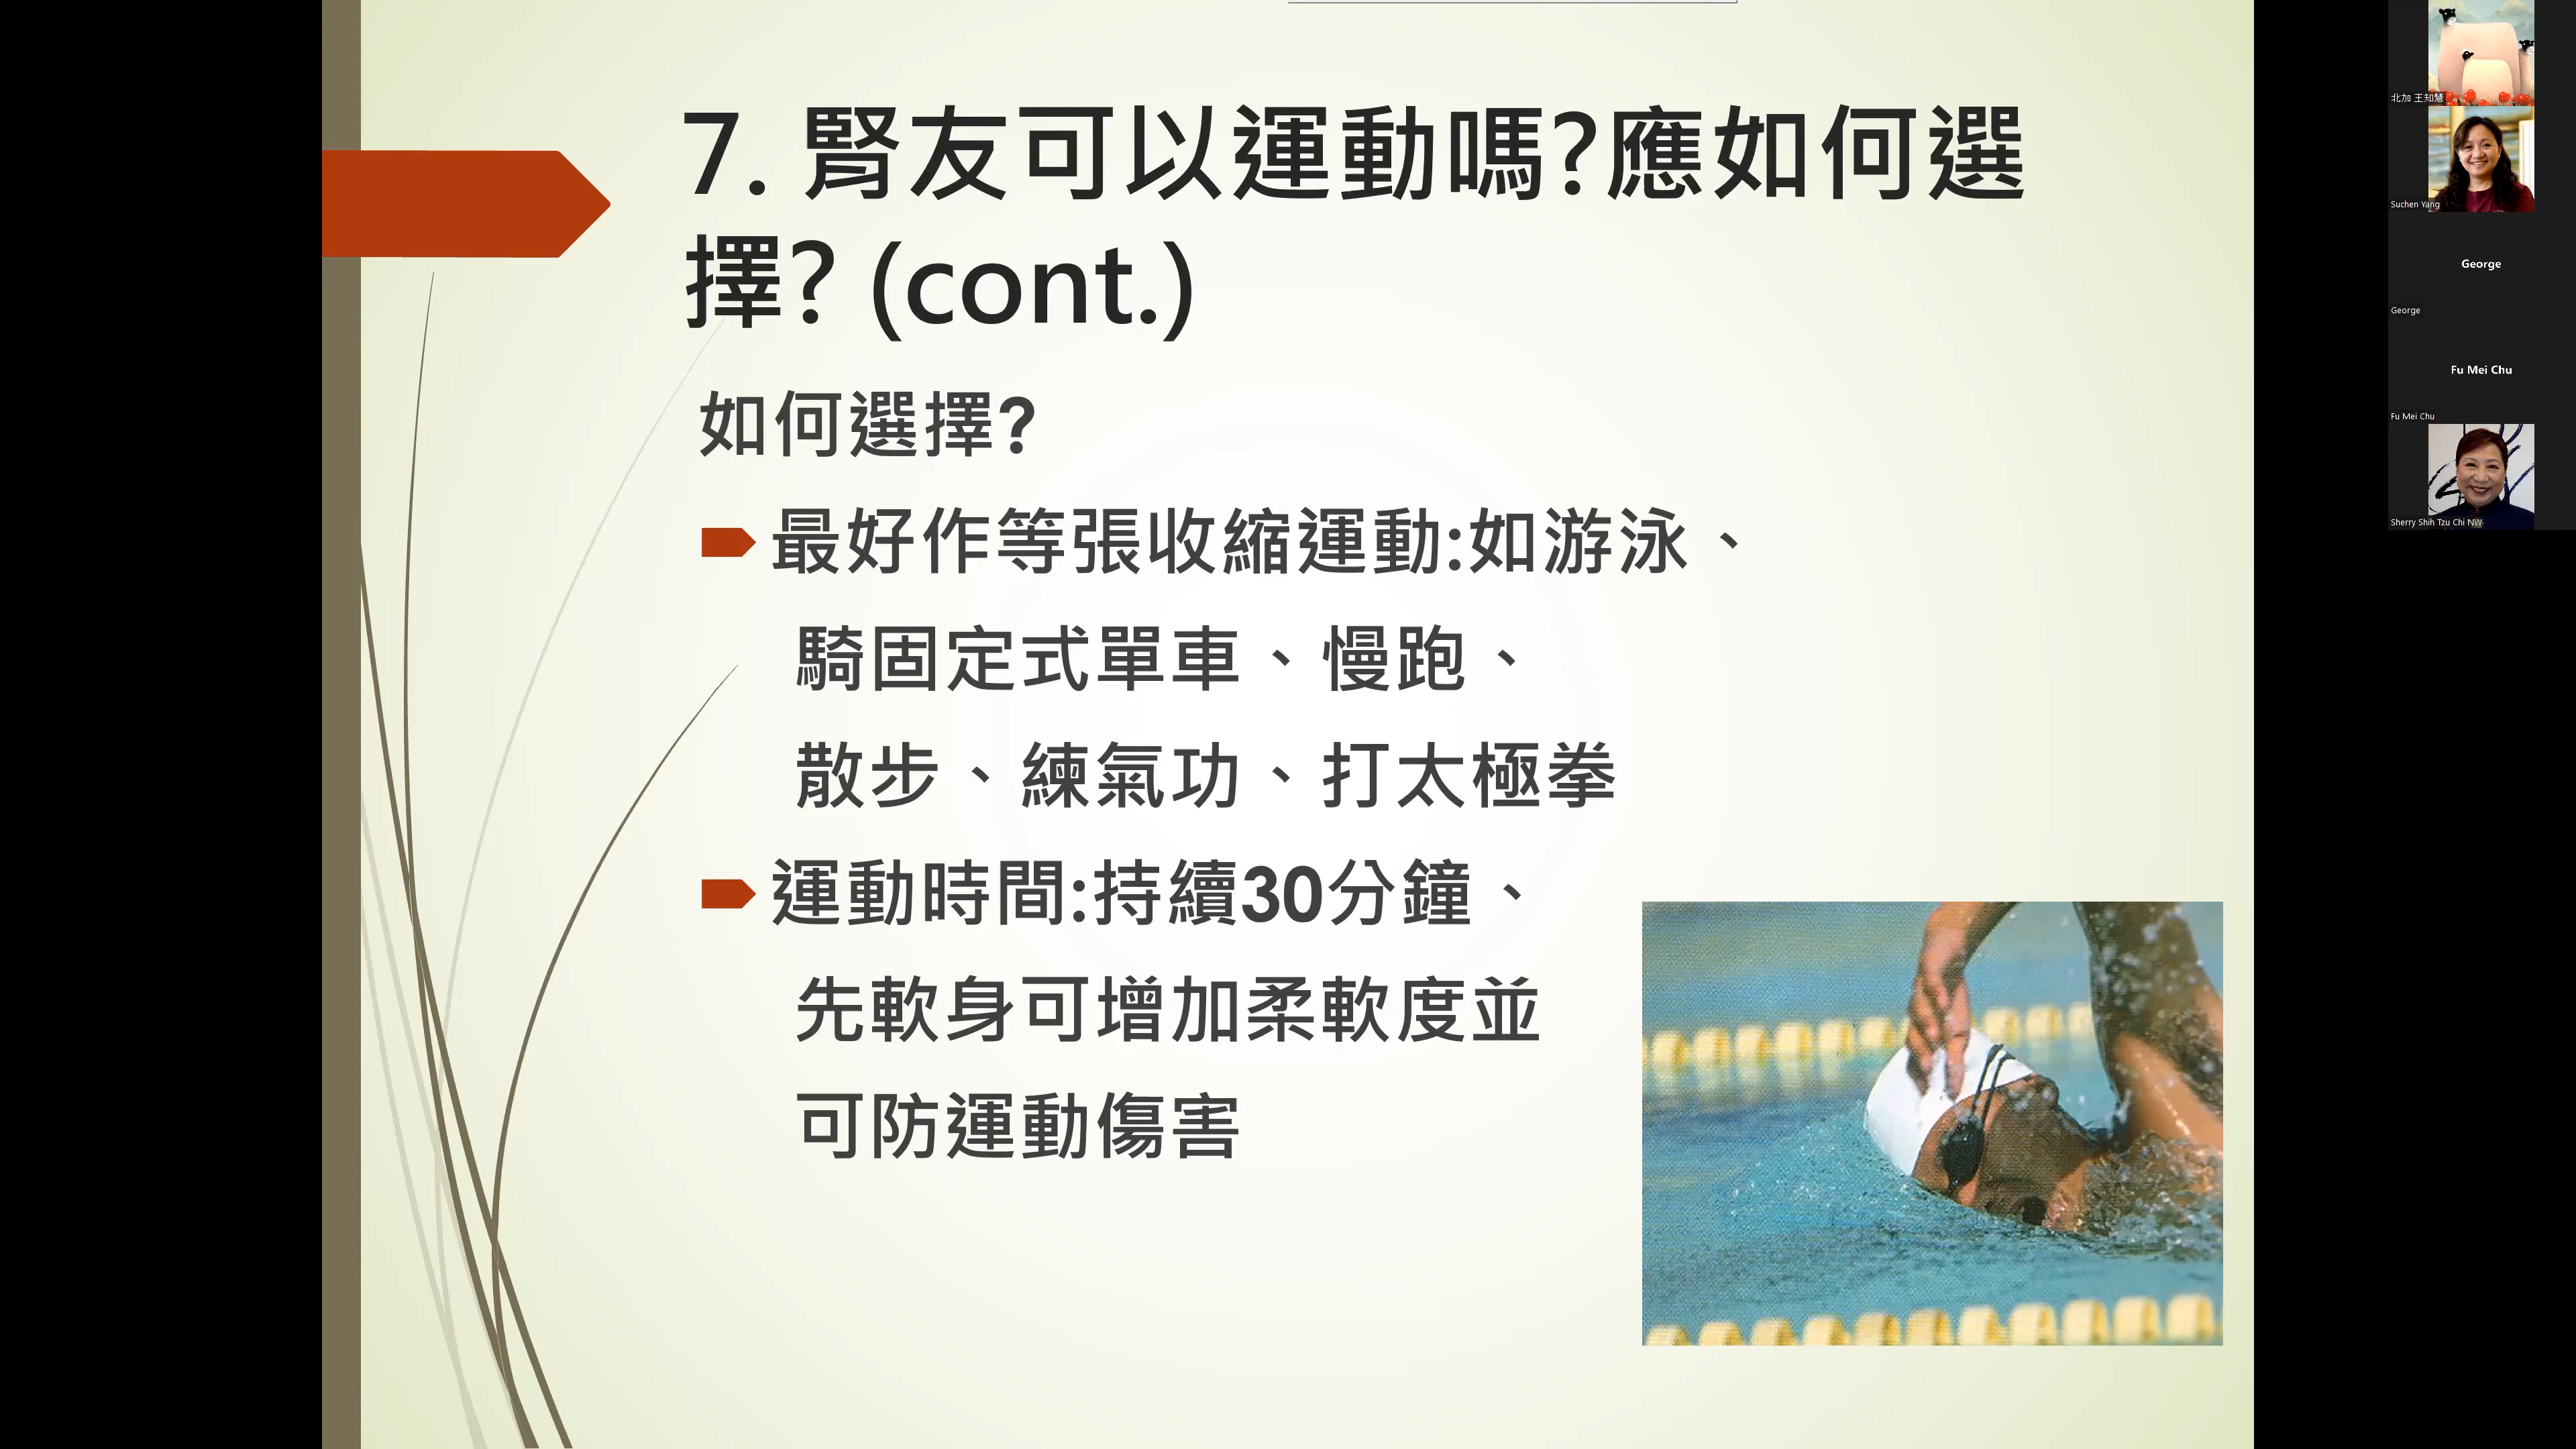 7. 腎友可以運動嗎?應如何選
擇? (cont.)
如何選擇?
最好作等張收縮運動:如游泳、
騎固定式單車、慢跑、
散步、練氣功、打太極拳
運動時間:持續30分鐘、
先軟身可增加柔軟度並
可防運動傷害
北加 王知慧
Suchen Yang
George
George
Fu Mei Chu
Fu Mei Chu
Sherry Shih Tzu Chi NW